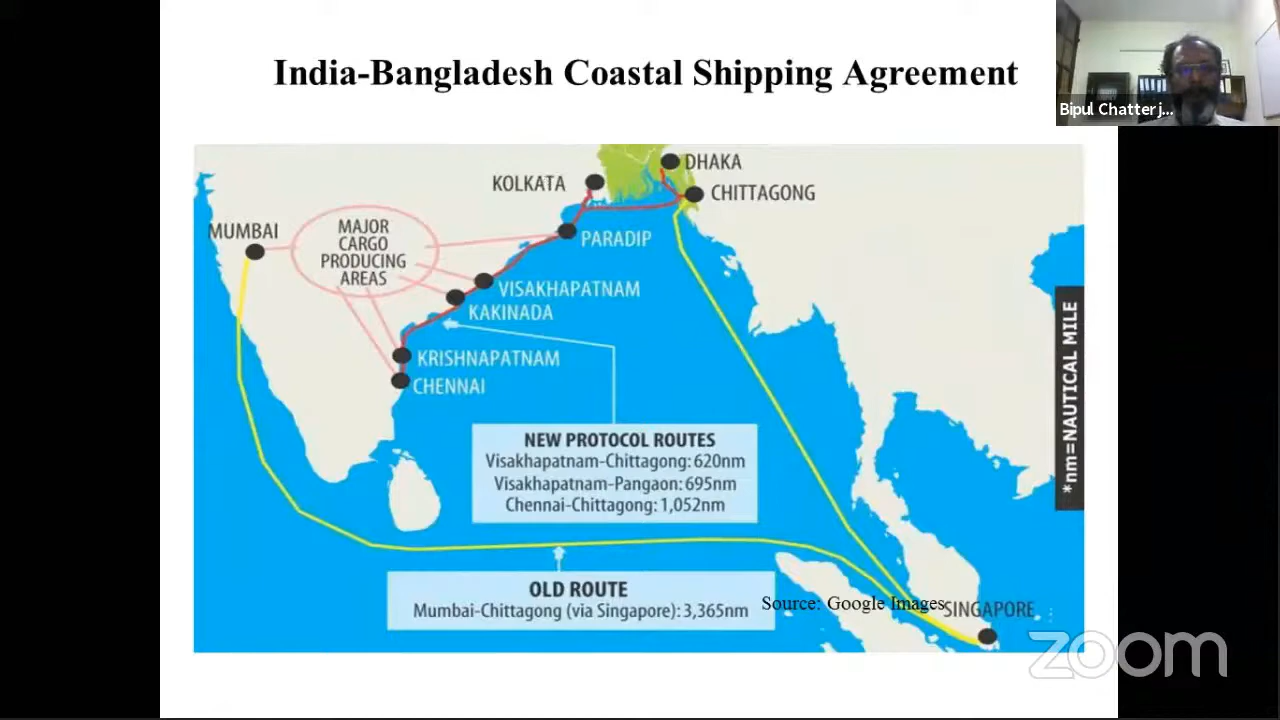 India-Bangladesh Coastal Shipping Agreement
Bipul Chatterj...
DHAKA
KOLKATA
CHITTAGONG
MUMBAI
MAJOR
CARGO
PRODUCING
AREAS
PARADIP
VISAKHAPATNAM
KAKINADA
KRISHNAPATNAM
CHENNAI
*nm=NAUTICAL MILE
NEW PROTOCOL ROUTES
Visakhapatnam-Chittagong: 620nm
Visakhapatnam-Pangaon: 695nm
Chennai-Chittagong: 1,052nm
OLD ROUTE
Mumbai-Chittagong (via Singapore): 3,365nm
Source: Google Images
SINGAPORE
zoom